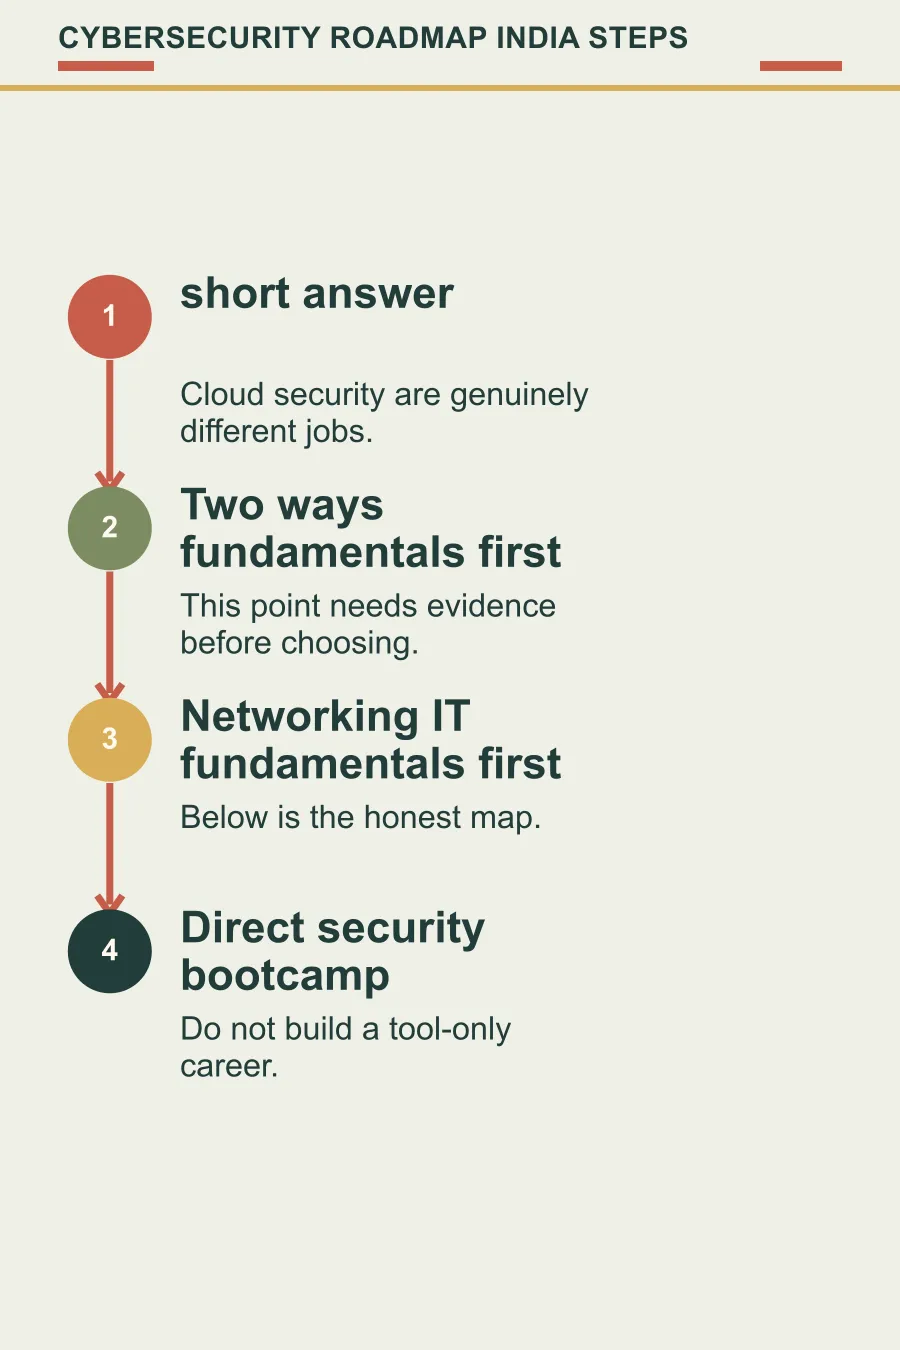 CYBERSECURITY ROADMAP INDIA STEPS
1
short answer
Cloud security are genuinely
different jobs.
2
Two ways
fundamentals first
This point needs evidence
before choosing.
3
Networking IT
fundamentals first
Below is the honest map.
4
Direct security
bootcamp
Do not build a tool-only
career.